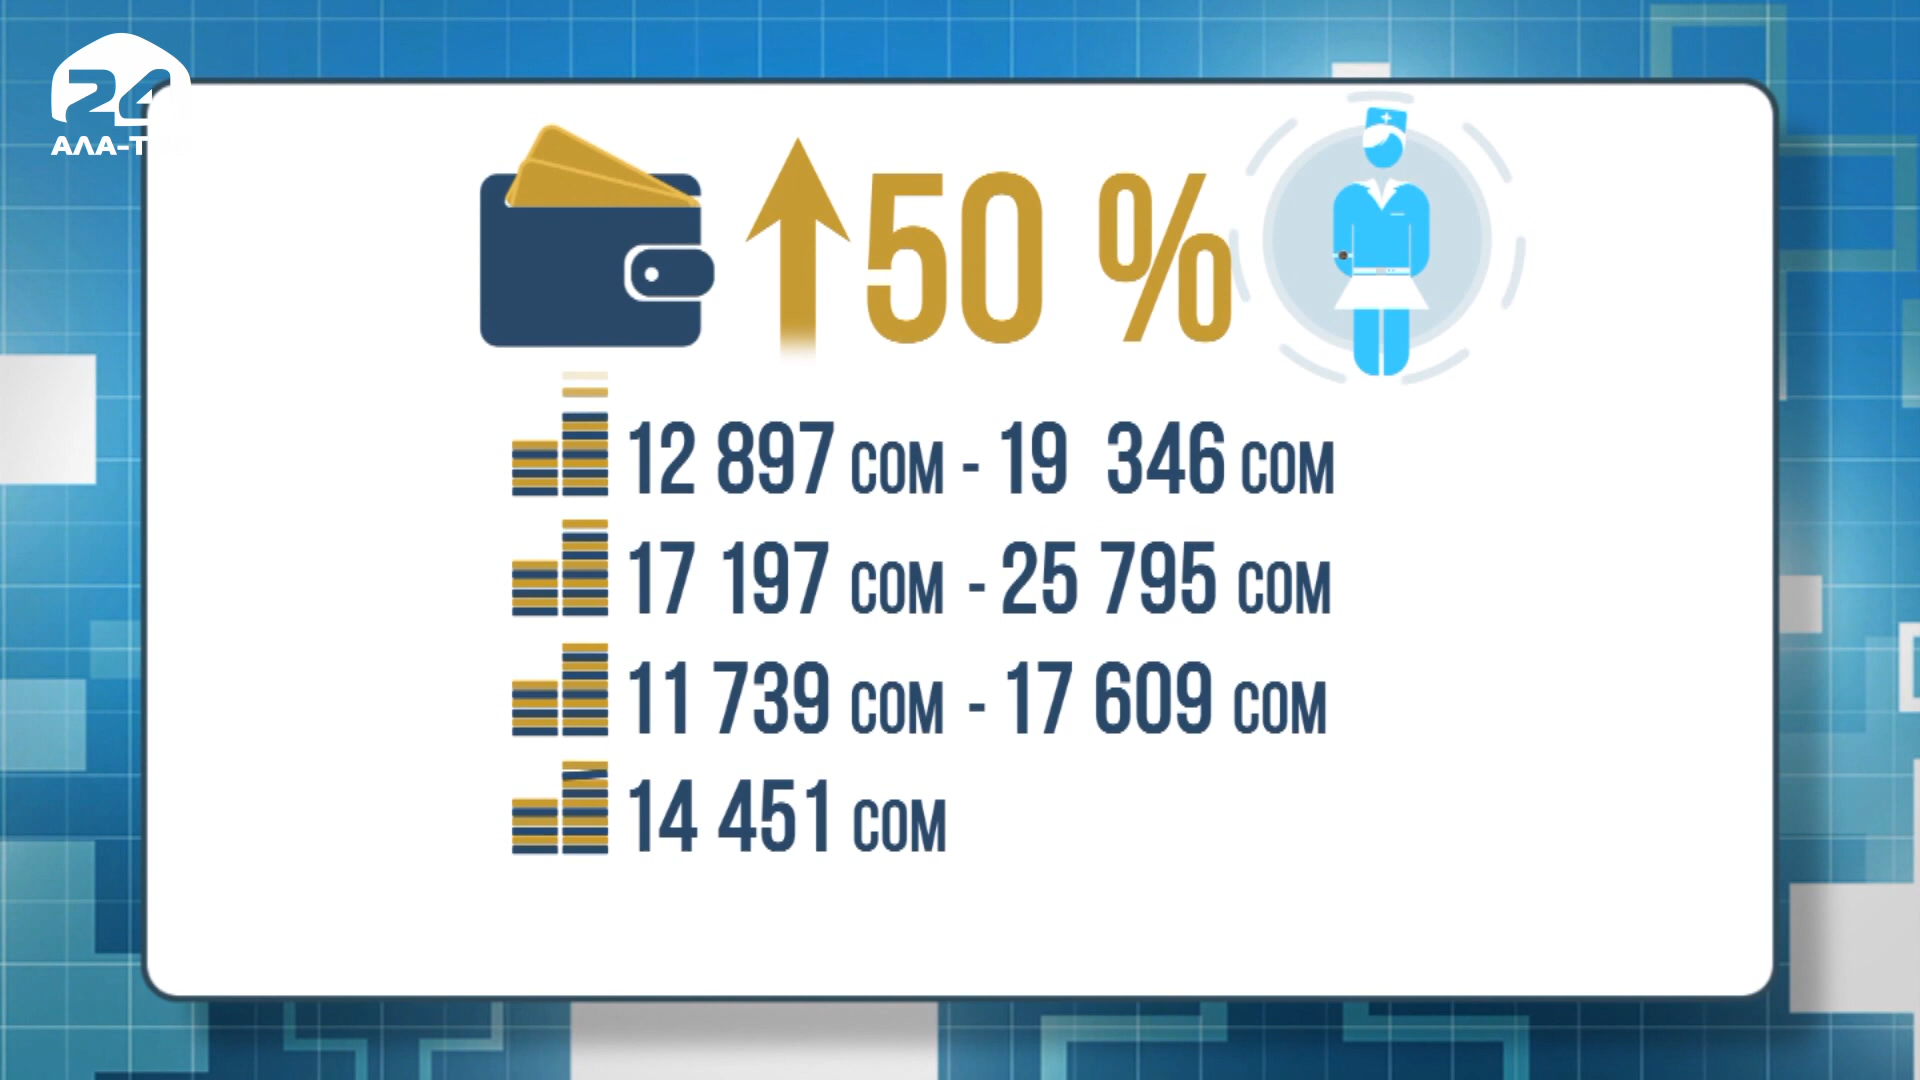 24
АЛА-Т
50 %
12 897 СОМ - 19 346 СОМ
17 197 СОМ - 25 795 СОМ
11 739 СОМ - 17 609 СОМ
14 451 СОМ